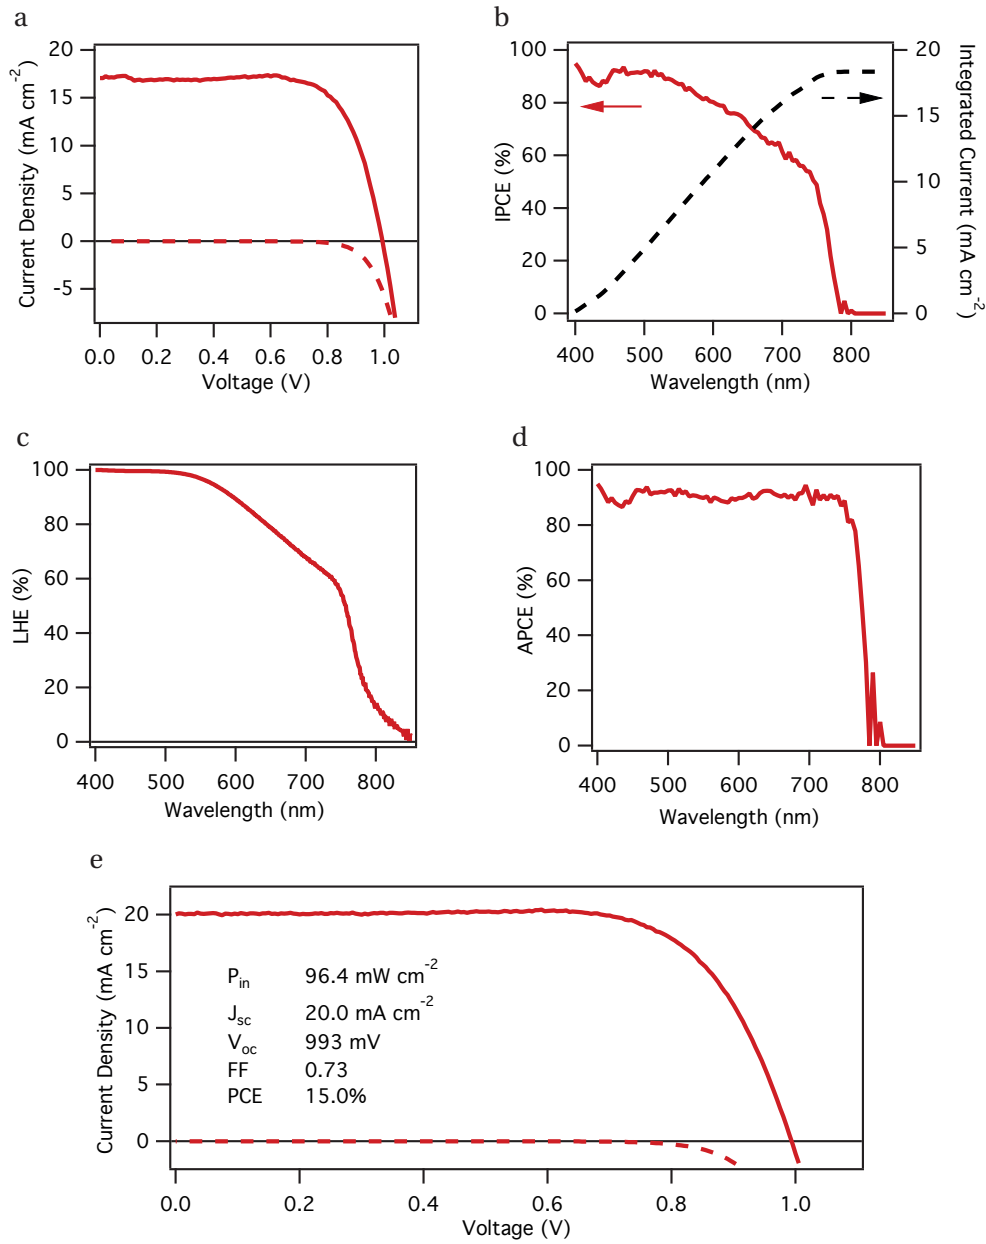 a
20
15
10
5
0
-5
Current Density (mA cm-2)
0.0 0.2 0.4 0.6 0.8 1.0
Voltage (V)
b
100
80
60
40
20
0
IPCE (%)
20
15
10
5
0
Integrated Current (mA cm-2)
400 500 600 700 800
Wavelength (nm)
c
100
80
60
40
20
0
LHE (%)
400 500 600 700 800
Wavelength (nm)
d
100
80
60
40
20
0
APCE (%)
400 500 600 700 800
Wavelength (nm)
e
20
15
10
5
0
Current Density (mA cm-2)
Pin 96.4 mW cm-2
Jsc 20.0 mA cm-2
Voc 993 mV
FF 0.73
PCE 15.0%
0.0 0.2 0.4 0.6 0.8 1.0
Voltage (V)